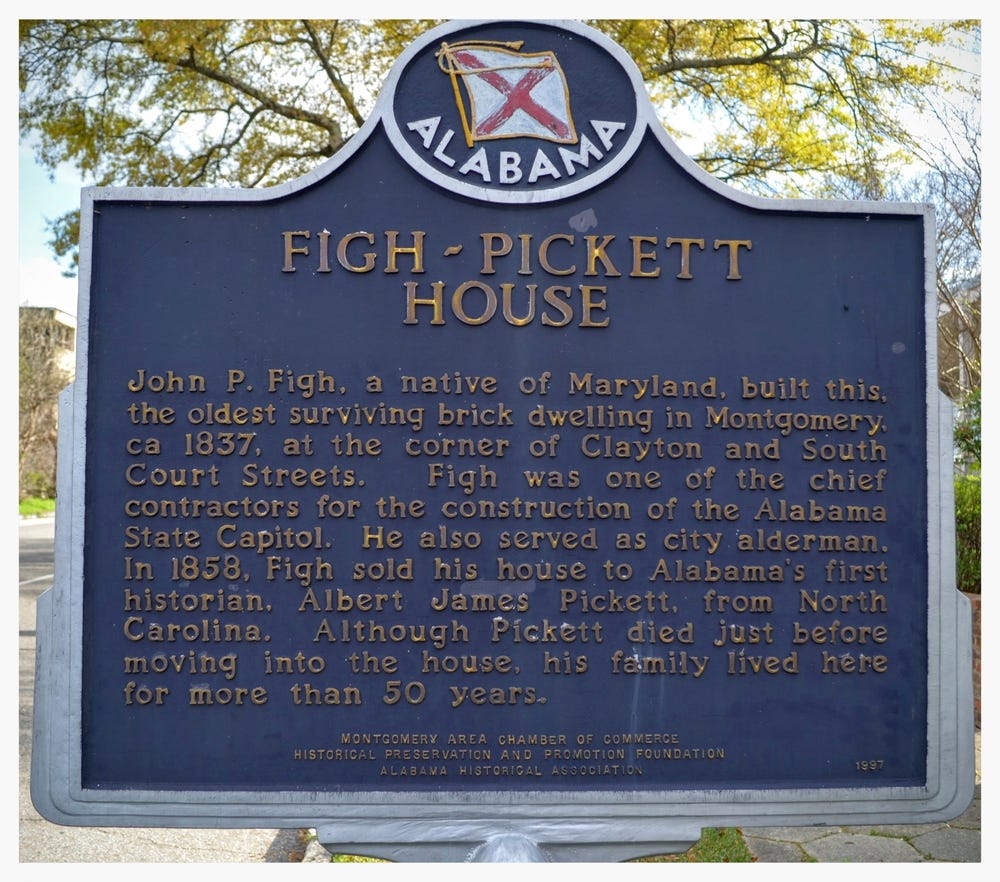 ALABAMA
FIGH - PICKETT
HOUSE
John P. Figh, a native of Maryland, built this,
the oldest surviving brick dwelling in Montgomery,
ca 1837, at the corner of Clayton and South
Court Streets. Figh was one of the chief
contractors for the construction of the Alabama
State Capitol. He also served as city alderman.
In 1858, Figh sold his house to Alabama's first
historian, Albert James Pickett, from North
Carolina. Although Pickett died just before
moving into the house, his family lived here
for more than 50 years.
MONTGOMERY AREA CHAMBER OF COMMERCE
HISTORICAL PRESERVATION AND PROMOTION FOUNDATION
ALABAMA HISTORICAL ASSOCIATION
1997